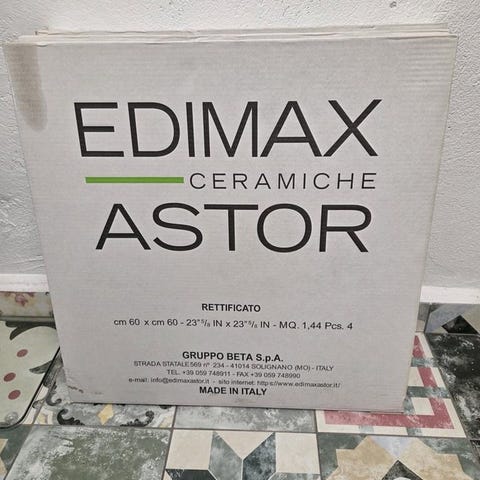 EDIMAX
CERAMICHE
ASTOR
RETTIFICATO
cm 60 x cm 60 - 23"⁵/₈ IN x 23"⁵/₈ IN - MQ. 1,44 Pcs. 4
GRUPPO BETA S.p.A.
STRADA STATALE 569 n° 234 - 41014 SOLIGNANO (MO) - ITALY
TEL. +39 059 748911 - FAX +39 059 748990
e-mail: info@edimaxastor.it - sito internet: https://www.edimaxastor.it/
MADE IN ITALY